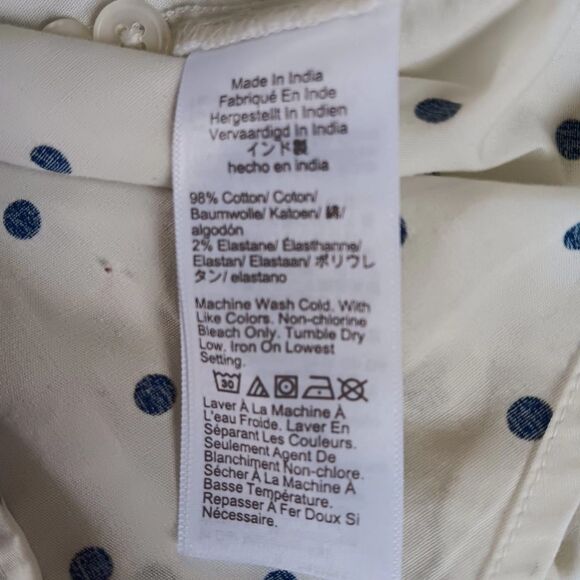 Made In India
Fabriqué En Inde
Hergestellt In Indien
Vervaardigd In India
インド製
hecho en india
98% Cotton/ Coton/
Baumwolle/ Katoen/ 綿/
algodón
2% Elastane/ Élasthanne/
Elastan/ Elastaan/ ポリウレ
タン/ elastano
Machine Wash Cold. With
Like Colors. Non-chlorine
Bleach Only. Tumble Dry
Low. Iron On Lowest
Setting.
30
Laver À La Machine À
L'eau Froide. Laver En
Séparant Les Couleurs.
Seulement Agent De
Blanchiment Non-chlore.
Sécher À La Machine À
Basse Température.
Repasser À Fer Doux Si
Nécessaire.